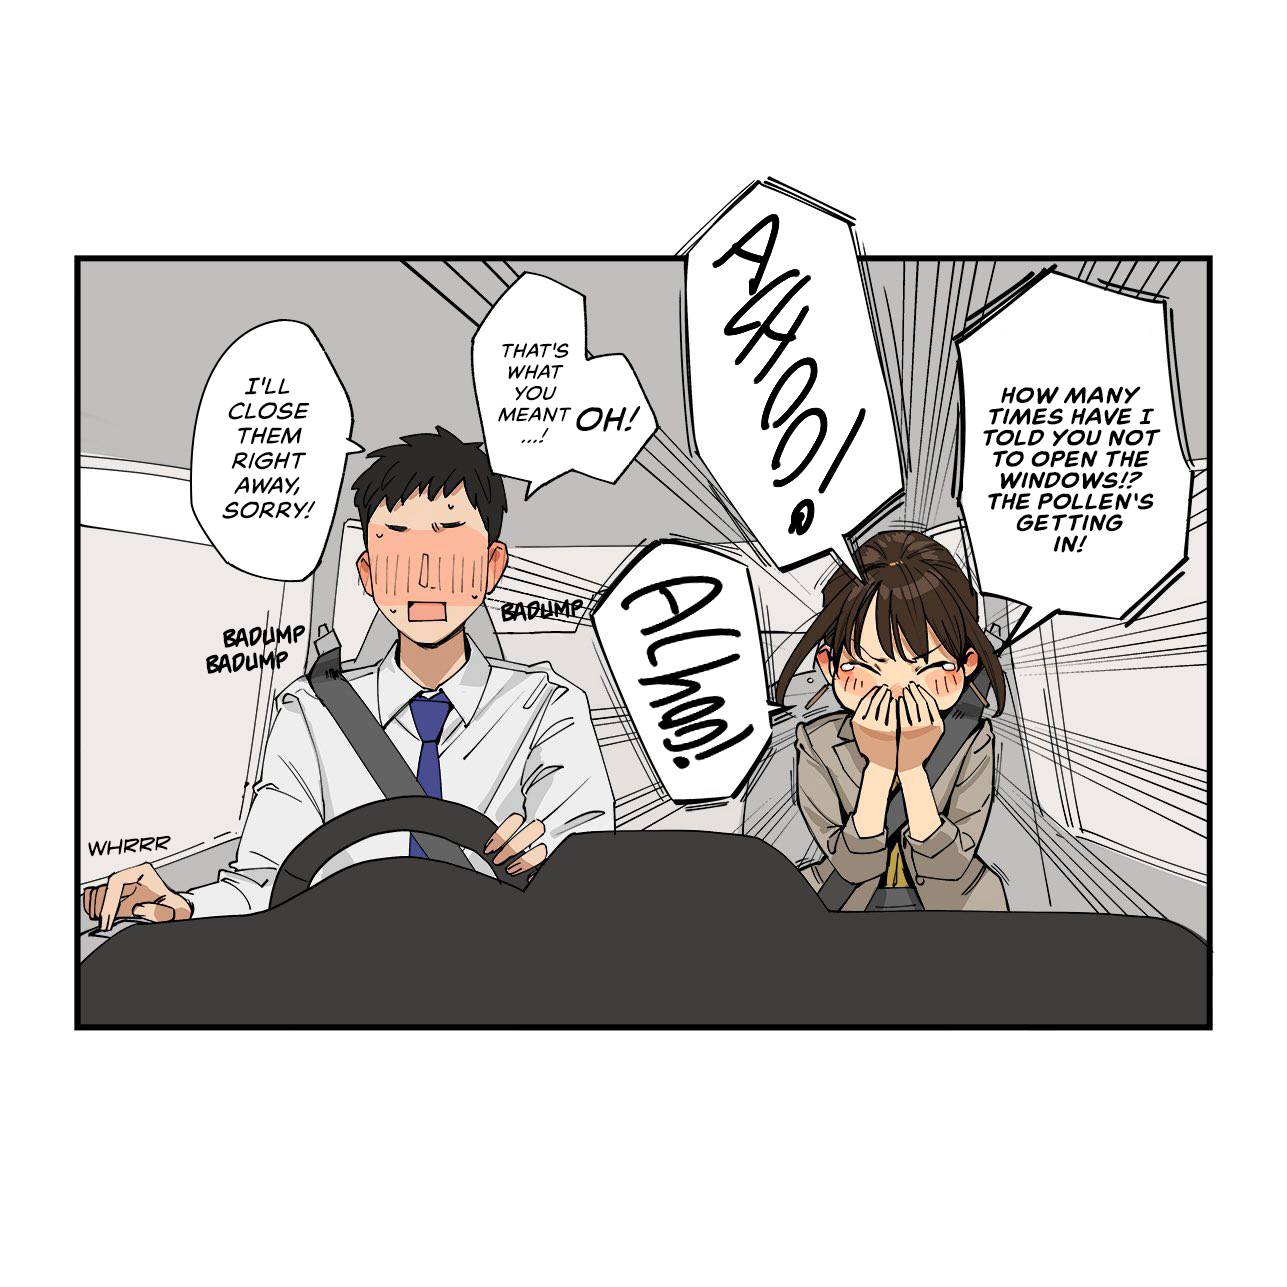 HOW MANY
TIMES HAVE I
TOLD YOU NOT
TO OPEN THE
WINDOWS!?
THE POLLEN'S
GETTING
IN!
ACHOO!
Achoo!
OH!
THAT'S
WHAT
YOU
MEANT
...!
BADUMP
I'LL
CLOSE
THEM
RIGHT
AWAY,
SORRY!
BADUMP
BADUMP
WHRRR